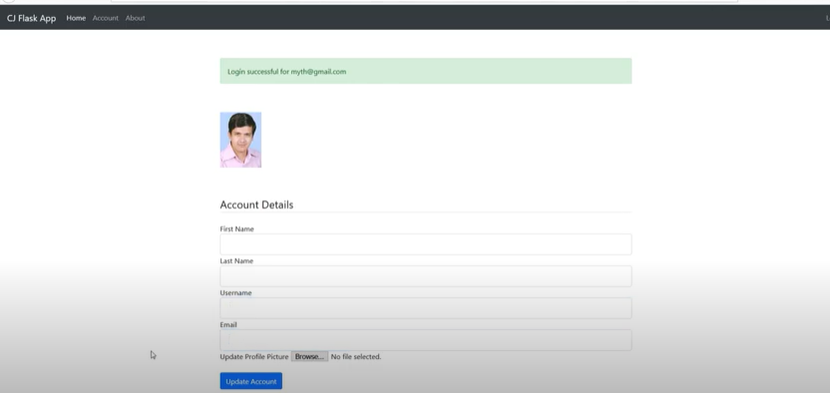 CJ Flask App Home Account About
Login successful for myth@gmail.com
Account Details
First Name
Last Name
Username
Email
Update Profile Picture Browse... No file selected.
Update Account